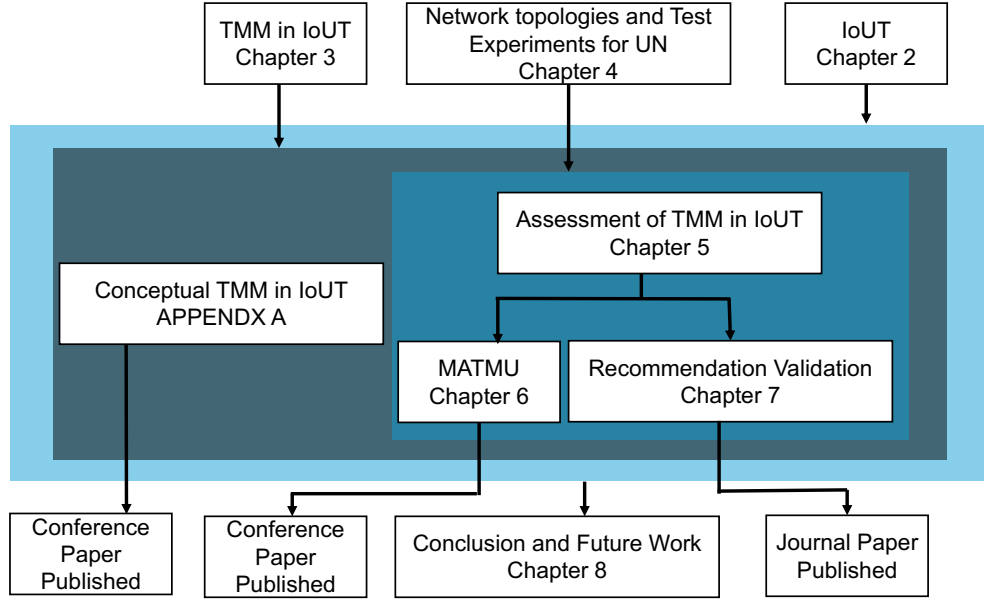 TMM in IoUT
Chapter 3
Network topologies and Test
Experiments for UN
Chapter 4
IoUT
Chapter 2
Assessment of TMM in IoUT
Chapter 5
Conceptual TMM in IoUT
APPENDX A
MATMU
Chapter 6
Recommendation Validation
Chapter 7
Conference
Paper
Published
Conference
Paper
Published
Conclusion and Future Work
Chapter 8
Journal Paper
Published